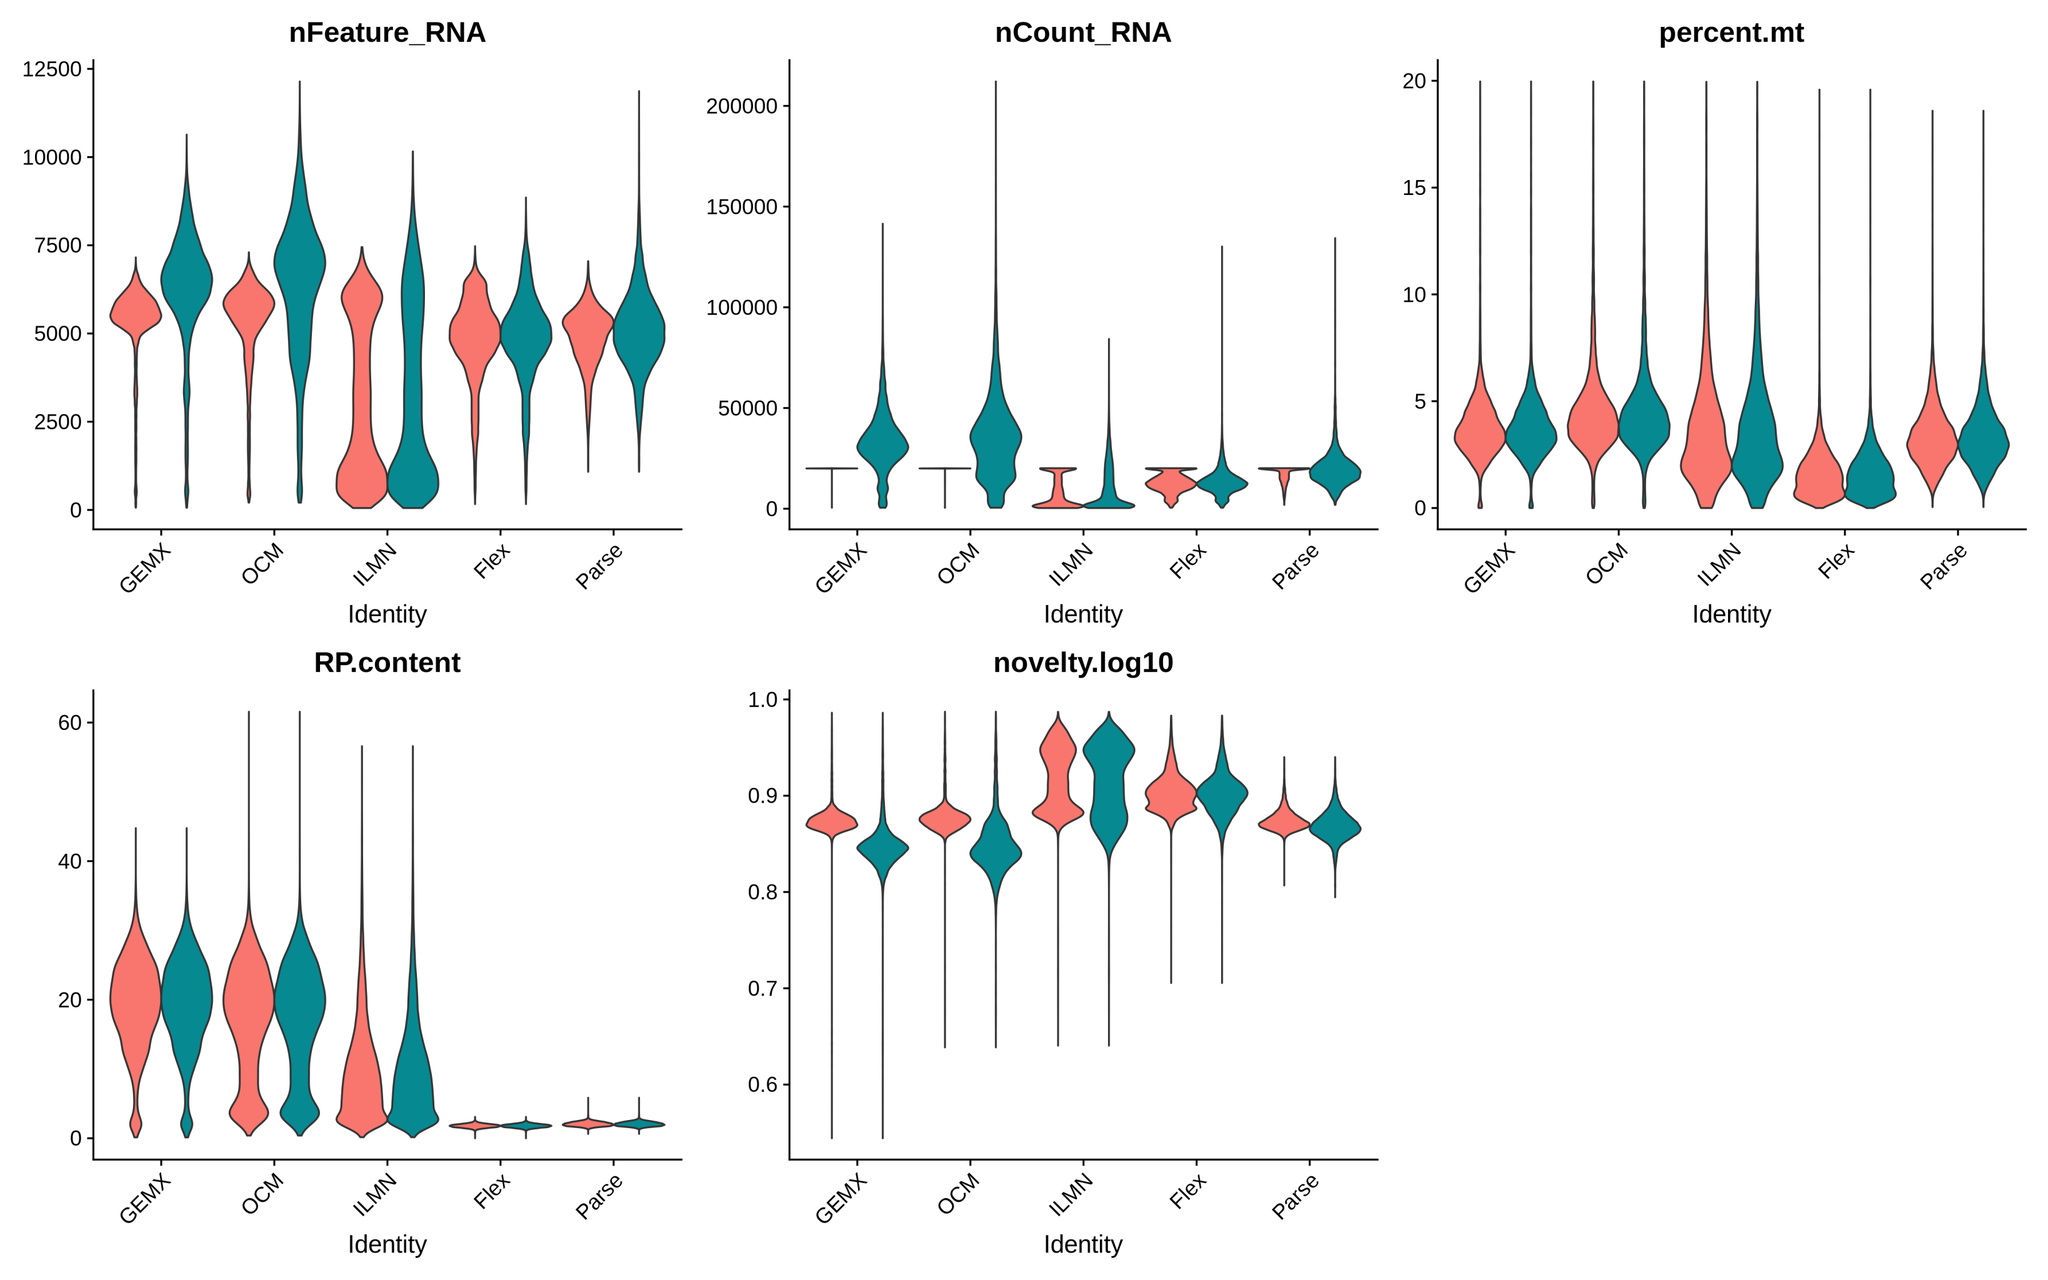 nFeature_RNA
12500
10000
7500
5000
2500
0
GEMX
OCM
ILMN
Flex
Parse
Identity
nCount_RNA
200000
150000
100000
50000
0
GEMX
OCM
ILMN
Flex
Parse
Identity
percent.mt
20
15
10
5
0
GEMX
OCM
ILMN
Flex
Parse
Identity
RP.content
60
40
20
0
GEMX
OCM
ILMN
Flex
Parse
Identity
novelty.log10
1.0
0.9
0.8
0.7
0.6
GEMX
OCM
ILMN
Flex
Parse
Identity